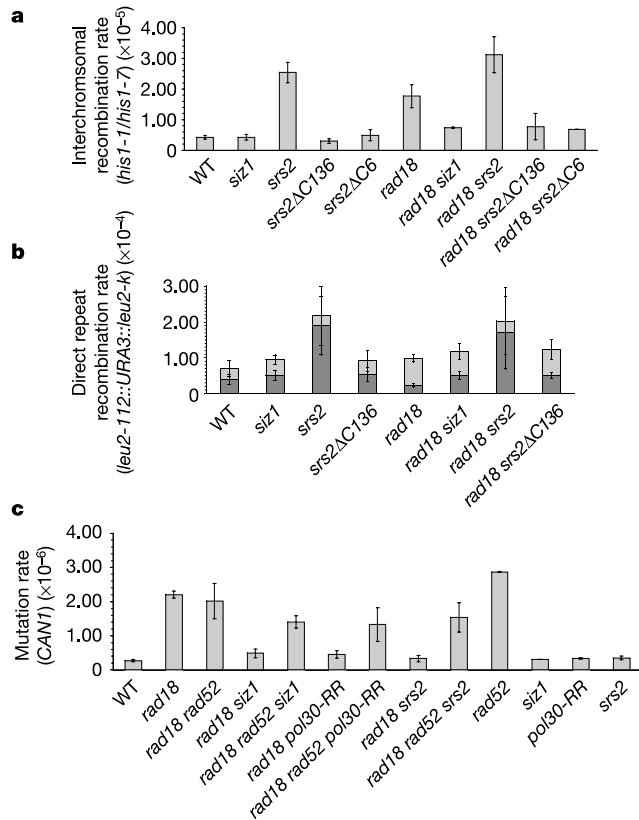 a
Interchromsomal
recombination rate
(his1-1/his1-7) (×10⁻⁵)
4.00
3.00
2.00
1.00
0
WT
siz1
srs2
srs2ΔC136
srs2ΔC6
rad18
rad18 siz1
rad18 srs2
rad18 srs2ΔC136
rad18 srs2ΔC6
b
Direct repeat
recombination rate
(leu2-112::URA3::leu2-k) (×10⁻⁴)
3.00
2.00
1.00
0
WT
siz1
srs2
srs2ΔC136
rad18
rad18 siz1
rad18 srs2
rad18 srs2ΔC136
c
Mutation rate
(CAN1) (×10⁻⁶)
4.00
3.00
2.00
1.00
0
WT
rad18
rad18 rad52
rad18 siz1
rad18 rad52 siz1
rad18 pol30-RR
rad18 rad52 pol30-RR
rad18 srs2
rad18 rad52 srs2
rad52
siz1
pol30-RR
srs2